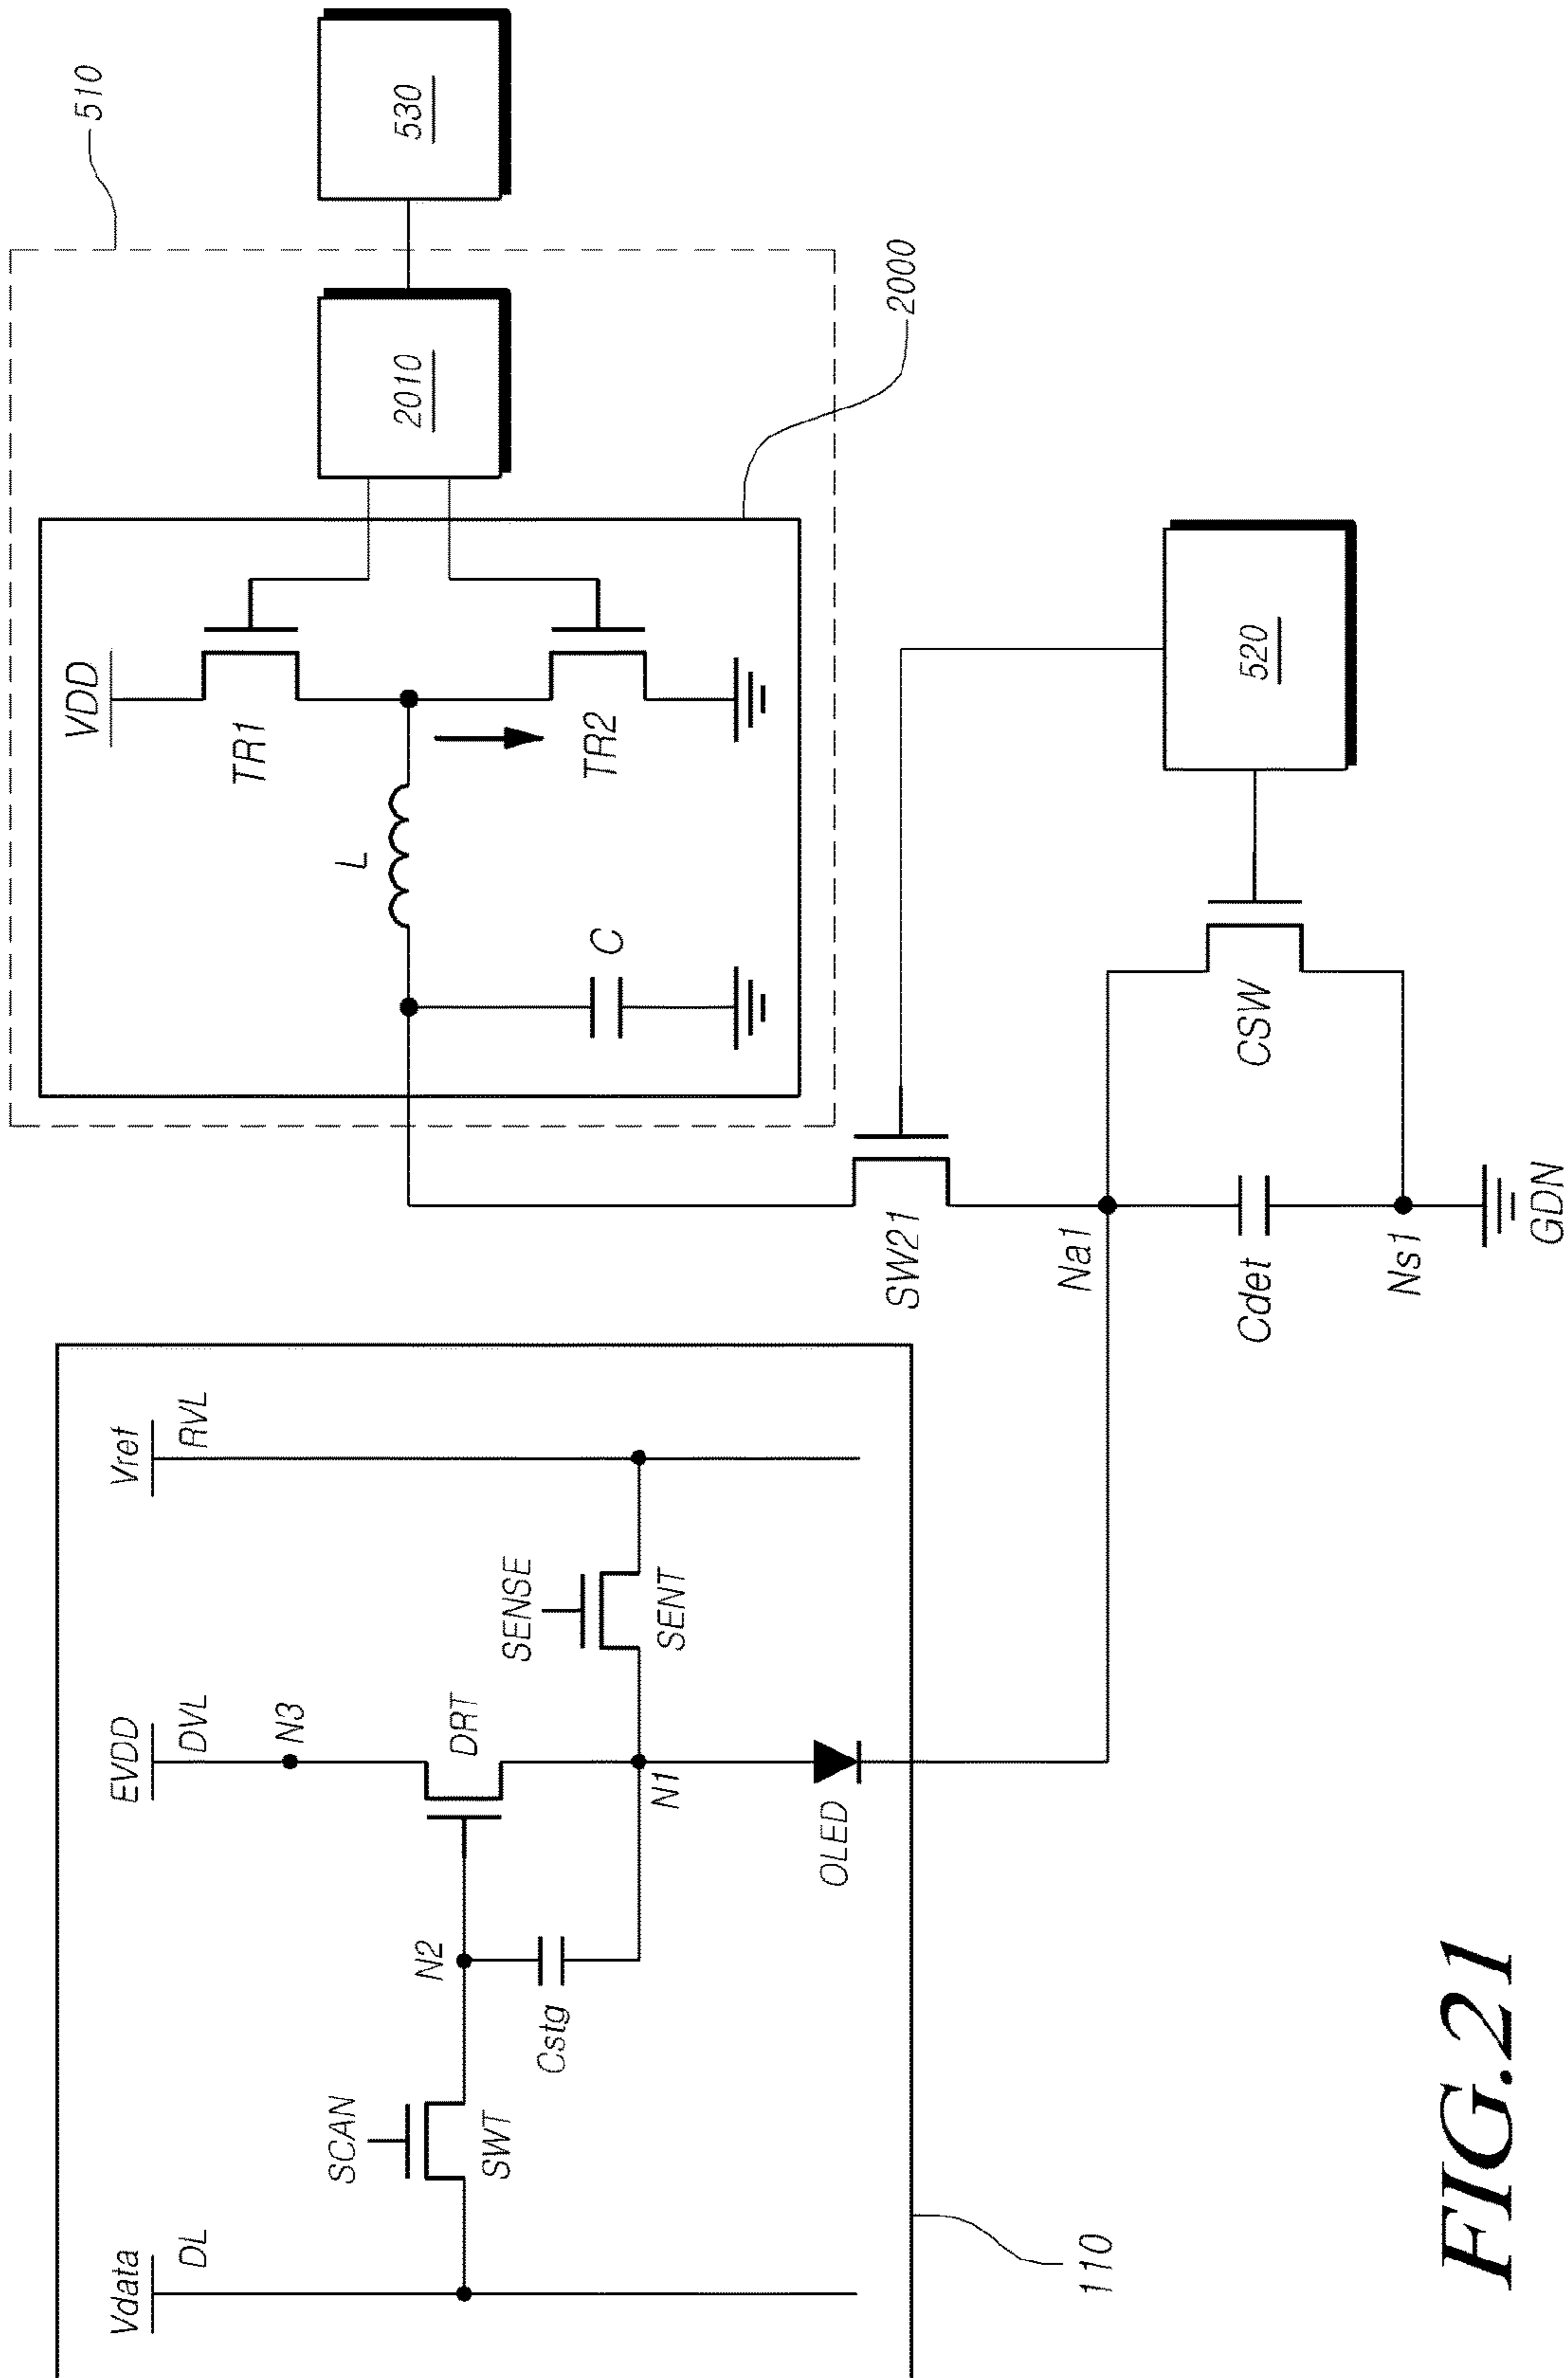 510
530
2010
2000
VDD
TR1
TR2
L
C
520
CSW
SW21
Na1
Cdet
Ns1
GDN
Vdata
DL
EVDD
DVL
Vref
RVL
N3
SCAN
SWT
N2
DRT
Cstg
SENSE
SENT
N1
OLED
110
FIG.21